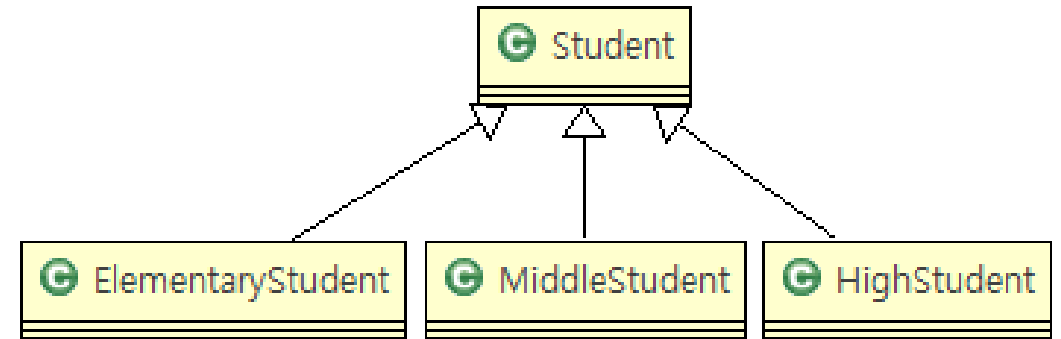 C Student
C ElementaryStudent
C MiddleStudent
C HighStudent